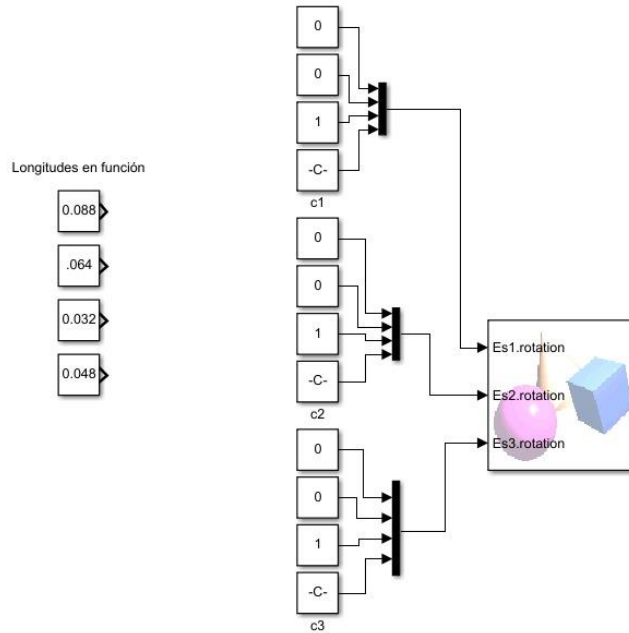 Longitudes en función
0.088
.064
0.032
0.048
0
0
1
-C-
c1
0
0
1
-C-
c2
0
0
1
-C-
c3
Es1.rotation
Es2.rotation
Es3.rotation